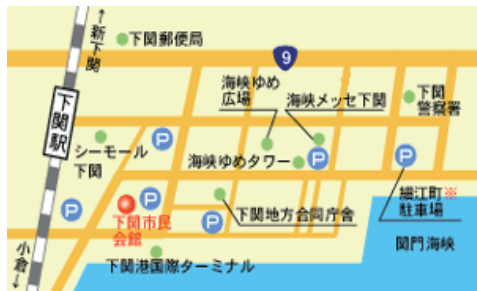 ↑新下関
下関郵便局
9
海峡ゆめ
広場
海峡メッセ下関
下関
警察署
下関駅
P
シーモール
下関
海峡ゆめタワー
P
P
細江町※
駐車場
P
P
下関市民
会館
P
下関地方合同庁舎
関門海峡
小倉↓
下関港国際ターミナル